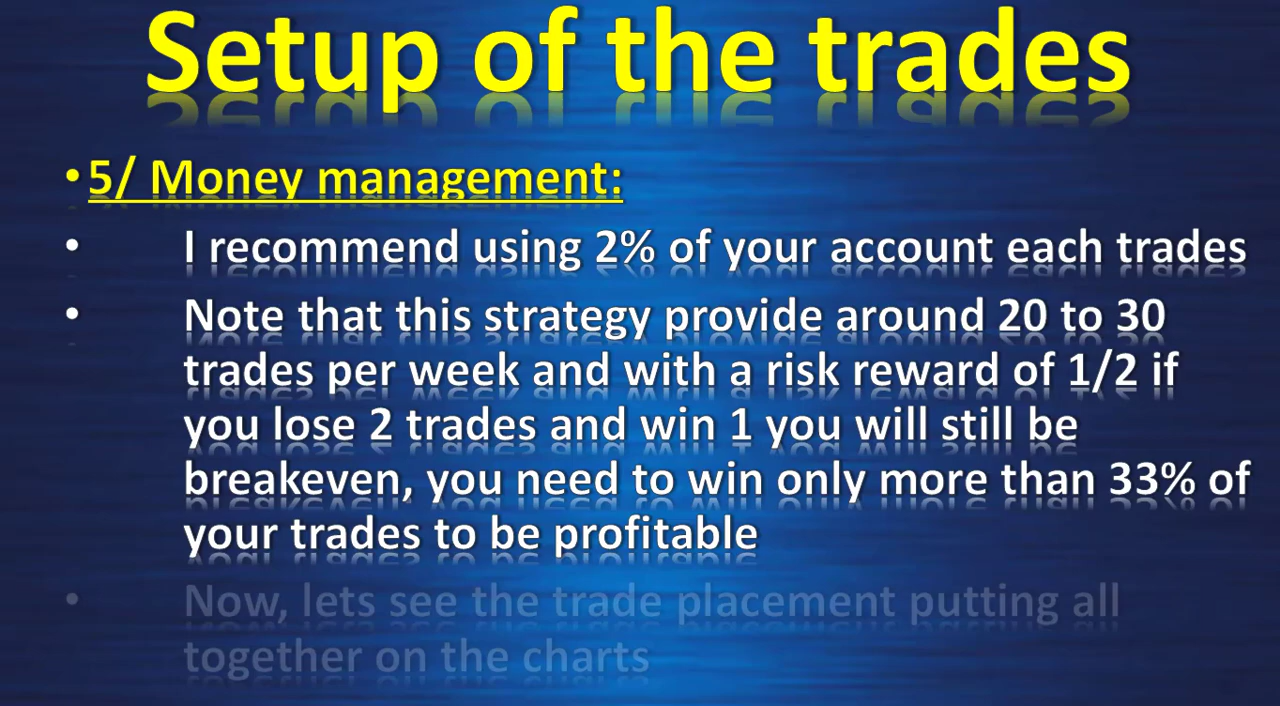 Setup of the trades
• 5/ Money management:
• I recommend using 2% of your account each trades
• Note that this strategy provide around 20 to 30
trades per week and with a risk reward of 1/2 if
you lose 2 trades and win 1 you will still be
breakeven, you need to win only more than 33% of
your trades to be profitable
• Now, lets see the trade placement putting all
together on the charts